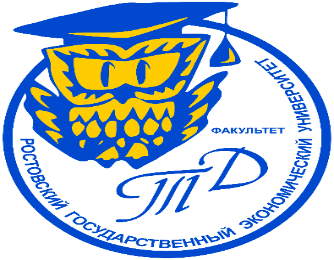 ФАКУЛЬТЕТ
ТД
РОСТОВСКИЙ ГОСУДАРСТВЕННЫЙ ЭКОНОМИЧЕСКИЙ УНИВЕРСИТЕТ